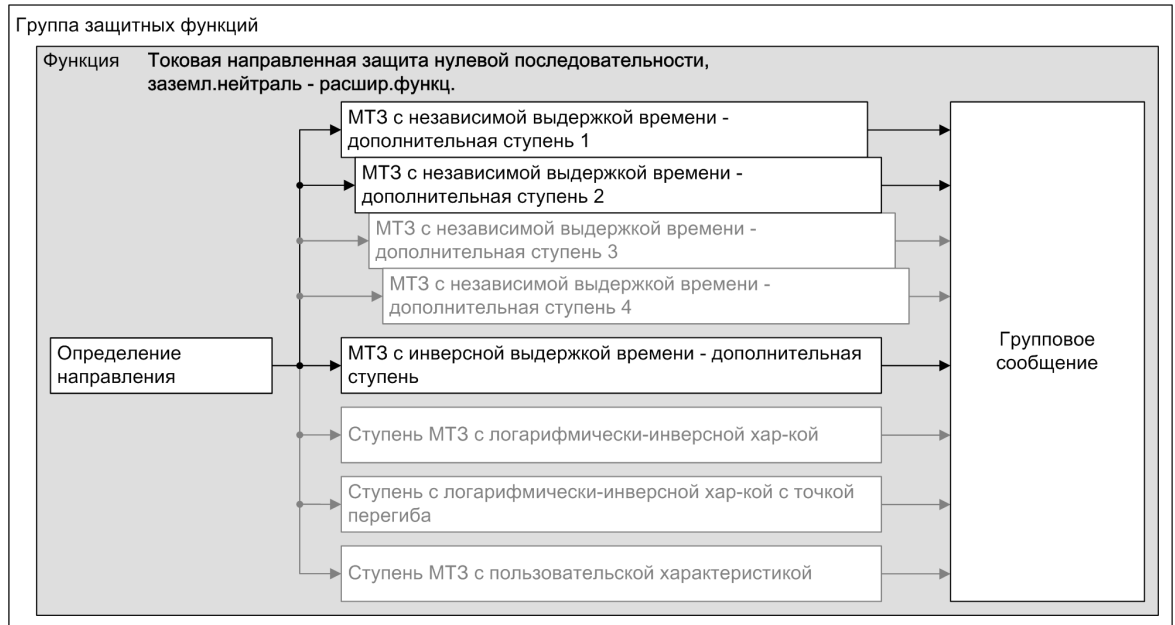 Группа защитных функций
Функция
Токовая направленная защита нулевой последовательности,
заземл.нейтраль - расшир.функц.
МТЗ с независимой выдержкой времени -
дополнительная ступень 1
МТЗ с независимой выдержкой времени -
дополнительная ступень 2
МТЗ с независимой выдержкой времени -
дополнительная ступень 3
МТЗ с независимой выдержкой времени -
дополнительная ступень 4
Определение
направления
МТЗ с инверсной выдержкой времени - дополнительная
ступень
Ступень МТЗ с логарифмически-инверсной хар-кой
Ступень с логарифмически-инверсной хар-кой с точкой
перегиба
Ступень МТЗ с пользовательской характеристикой
Групповое
сообщение